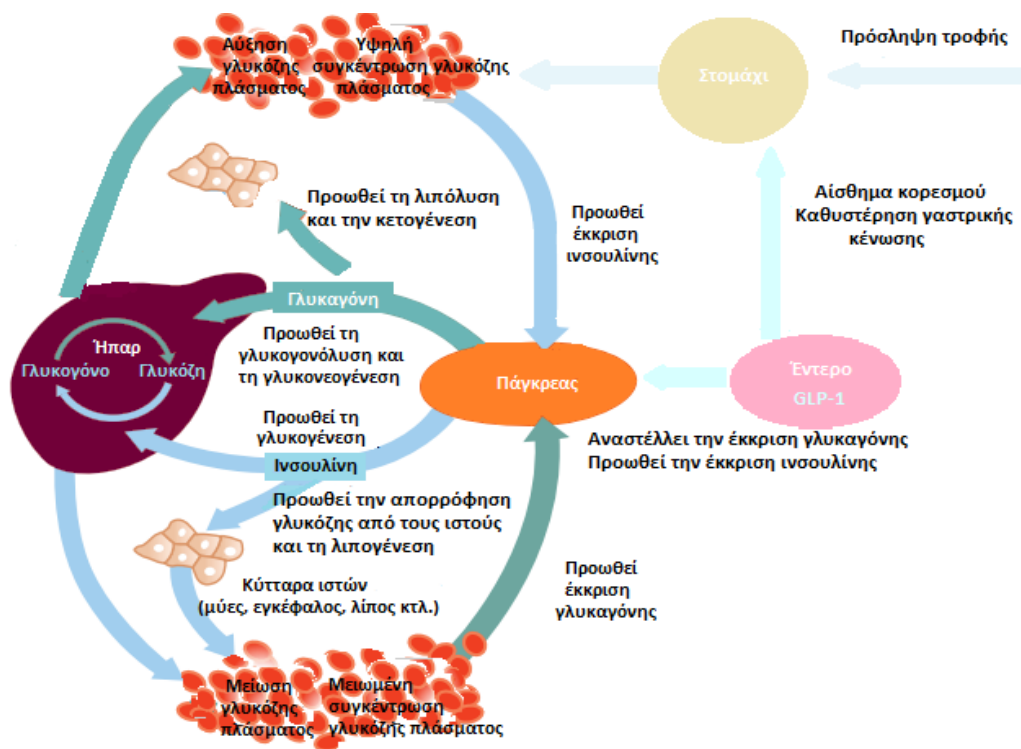 Αύξηση
γλυκόζης
πλάσματος
Υψηλή
συγκέντρωση γλυκόζης
πλάσματος
Στομάχι
Πρόσληψη τροφής
Προωθεί τη λιπόλυση
και την κετογένεση
Προωθεί
έκκριση
ινσουλίνης
Αίσθημα κορεσμού
Καθυστέρηση γαστρικής
κένωσης
Γλυκαγόνη
Ήπαρ
Γλυκογόνο
Γλυκόζη
Προωθεί τη
γλυκογονόλυση και
τη γλυκονεογένεση
Πάγκρεας
Έντερο
GLP-1
Προωθεί τη
γλυκογένεση
Ινσουλίνη
Αναστέλλει την έκκριση γλυκαγόνης
Προωθεί την έκκριση ινσουλίνης
Προωθεί την απορρόφηση
γλυκόζης από τους ιστούς
και τη λιπογένεση
Κύτταρα ιστών
(μύες, εγκέφαλος, λίπος κτλ.)
Προωθεί
έκκριση
γλυκαγόνης
Μείωση
γλυκόζης
πλάσματος
Μειωμένη
συγκέντρωση
γλυκόζης πλάσματος